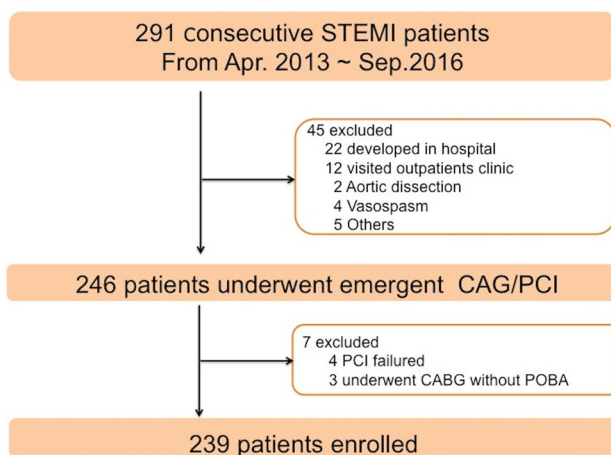 291 consecutive STEMI patients
From Apr. 2013 ~ Sep.2016
45 excluded
22 developed in hospital
12 visited outpatients clinic
2 Aortic dissection
4 Vasospasm
5 Others
246 patients underwent emergent CAG/PCI
7 excluded
4 PCI failured
3 underwent CABG without POBA
239 patients enrolled